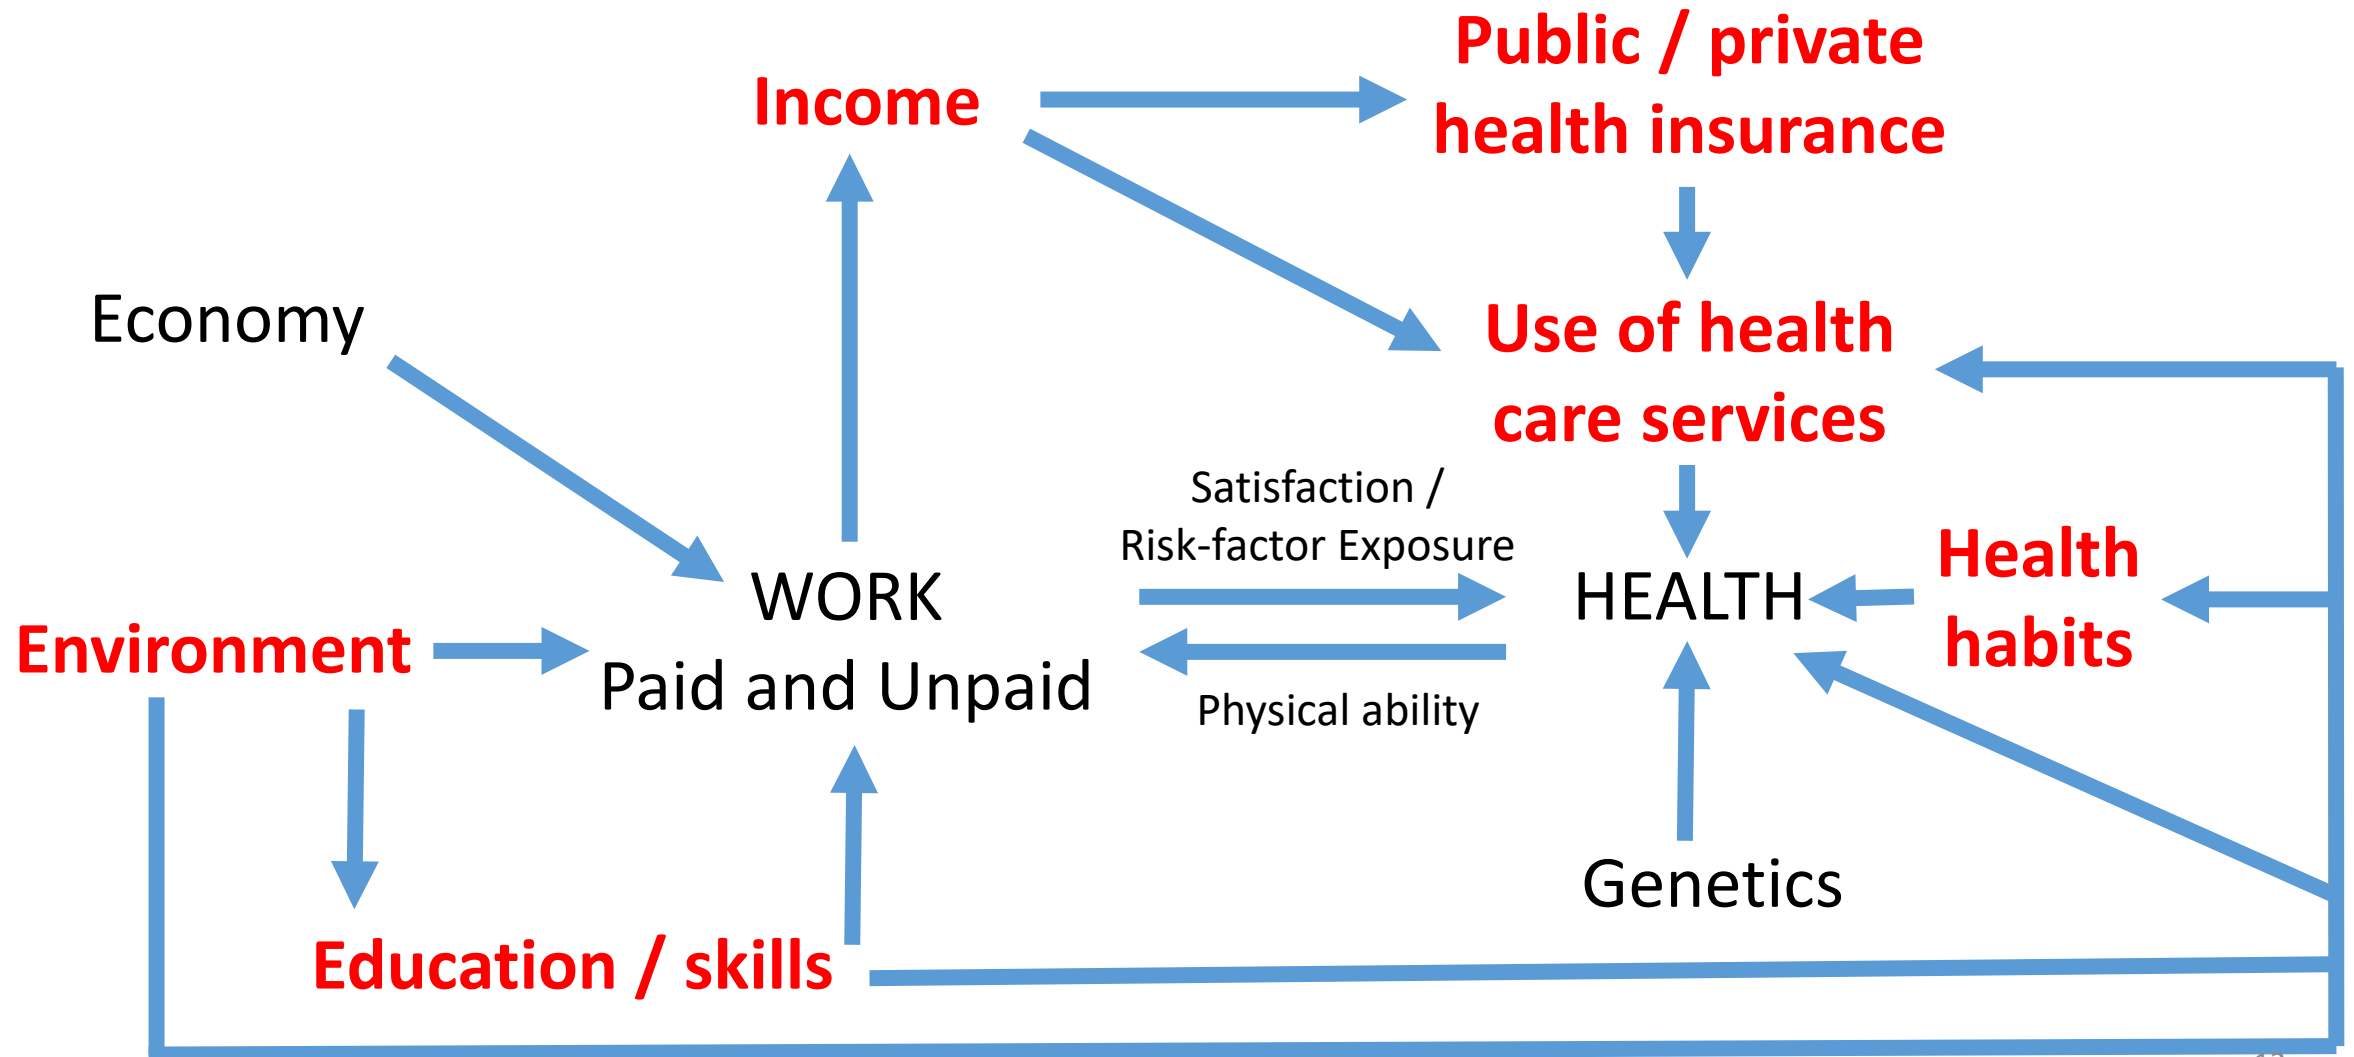 Public / private
health insurance
Income
Economy
Use of health
care services
Satisfaction /
Risk-factor Exposure
WORK
Paid and Unpaid
HEALTH
Health
habits
Environment
Physical ability
Genetics
Education / skills